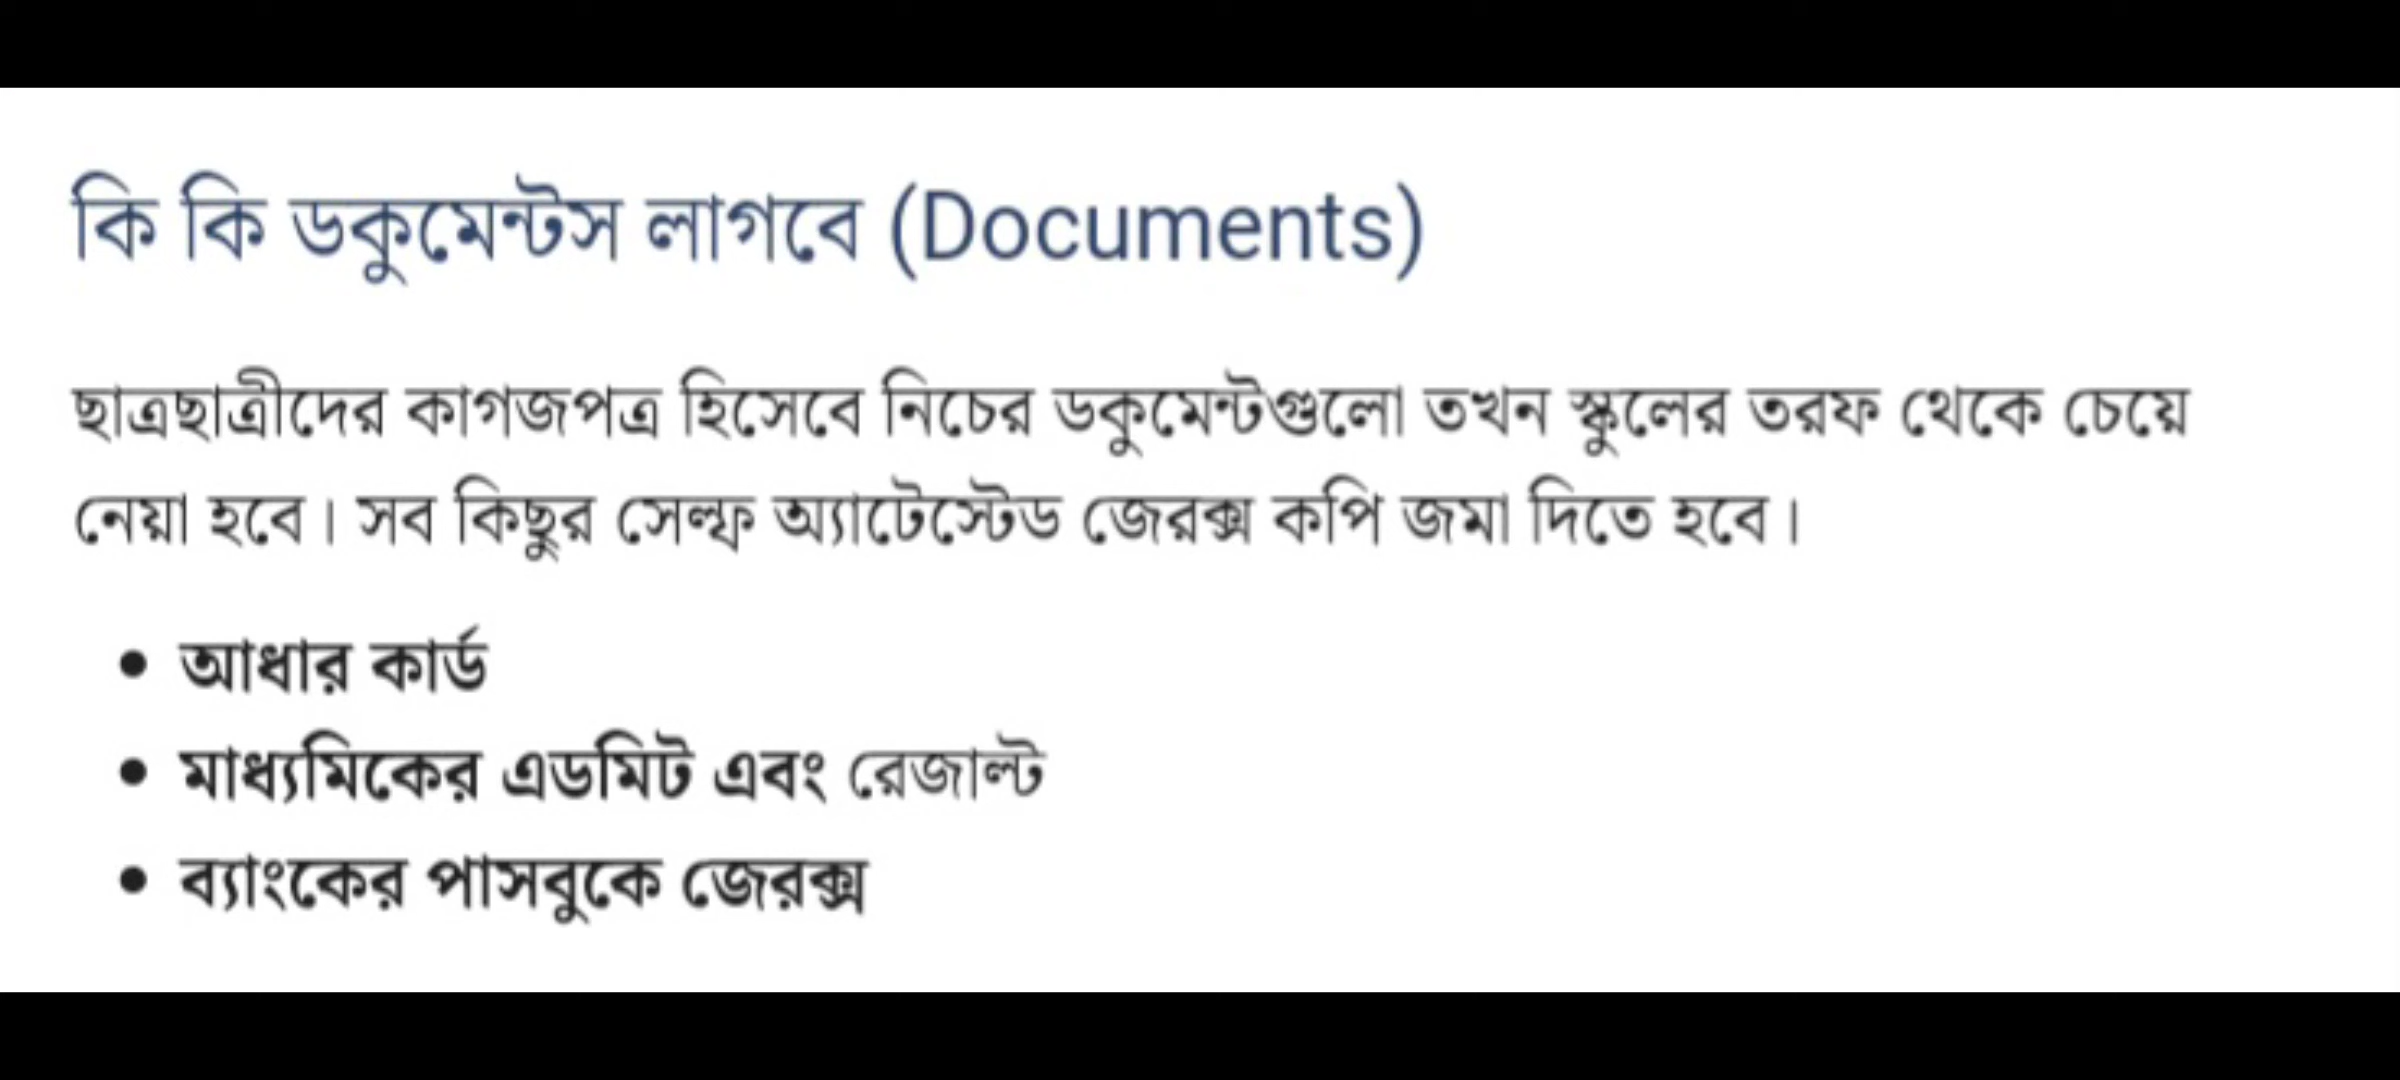 কি কি ডকুমেন্টস লাগবে (Documents)
ছাত্রছাত্রীদের কাগজপত্র হিসেবে নিচের ডকুমেন্টগুলো তখন স্কুলের তরফ থেকে চেয়ে
নেয়া হবে। সব কিছুর সেল্ফ অ্যাটেস্টেড জেরক্স কপি জমা দিতে হবে।
• আধার কার্ড
• মাধ্যমিকের এডমিট এবং রেজাল্ট
• ব্যাংকের পাসবুকে জেরক্স